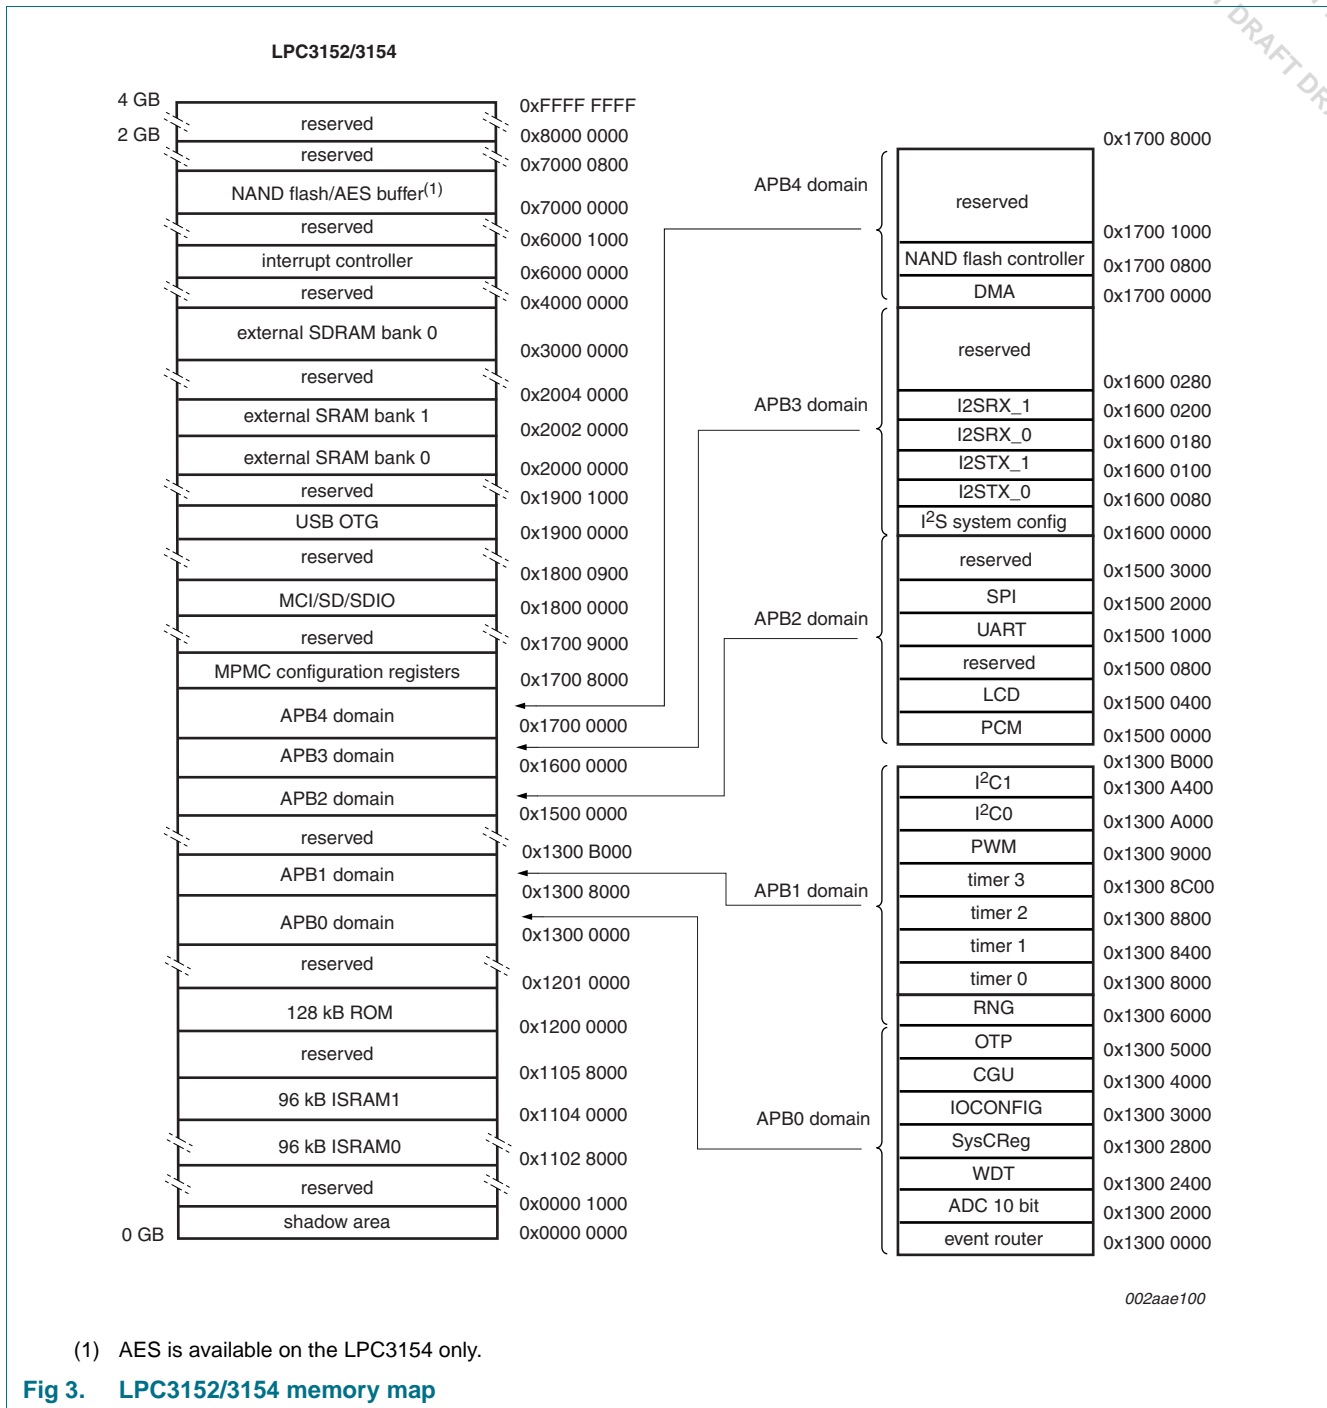 DRAFT DRAFT
LPC3152/3154
4 GB
2 GB
0 GB
reserved
reserved
NAND flash/AES buffer(1)
reserved
interrupt controller
reserved
external SDRAM bank 0
reserved
external SRAM bank 1
external SRAM bank 0
reserved
USB OTG
reserved
MCI/SD/SDIO
reserved
MPMC configuration registers
APB4 domain
APB3 domain
APB2 domain
reserved
APB1 domain
APB0 domain
reserved
128 kB ROM
reserved
96 kB ISRAM1
96 kB ISRAM0
reserved
shadow area
0xFFFF FFFF
0x8000 0000
0x7000 0800
0x7000 0000
0x6000 1000
0x6000 0000
0x4000 0000
0x3000 0000
0x2004 0000
0x2002 0000
0x2000 0000
0x1900 1000
0x1900 0000
0x1800 0900
0x1800 0000
0x1700 9000
0x1700 8000
0x1700 0000
0x1600 0000
0x1500 0000
0x1300 B000
0x1300 8000
0x1300 0000
0x1201 0000
0x1200 0000
0x1105 8000
0x1104 0000
0x1102 8000
0x0000 1000
0x0000 0000
APB4 domain
APB3 domain
APB2 domain
APB1 domain
APB0 domain
reserved
NAND flash controller
DMA
reserved
I2SRX_1
I2SRX_0
I2STX_1
I2STX_0
I2S system config
reserved
SPI
UART
reserved
LCD
PCM
I2C1
I2C0
PWM
timer 3
timer 2
timer 1
timer 0
RNG
OTP
CGU
IOCONFIG
SysCReg
WDT
ADC 10 bit
event router
0x1700 8000
0x1700 1000
0x1700 0800
0x1700 0000
0x1600 0280
0x1600 0200
0x1600 0180
0x1600 0100
0x1600 0080
0x1600 0000
0x1500 3000
0x1500 2000
0x1500 1000
0x1500 0800
0x1500 0400
0x1500 0000
0x1300 B000
0x1300 A400
0x1300 A000
0x1300 9000
0x1300 8C00
0x1300 8800
0x1300 8400
0x1300 8000
0x1300 6000
0x1300 5000
0x1300 4000
0x1300 3000
0x1300 2800
0x1300 2400
0x1300 2000
0x1300 0000
002aae100
(1) AES is available on the LPC3154 only.
Fig 3. LPC3152/3154 memory map